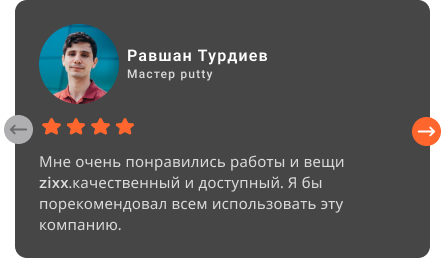 Равшан Турдиев
Мастер putty
Мне очень понравились работы и вещи
zixx.качественный и доступный. Я бы
порекомендовал всем использовать эту
компанию.